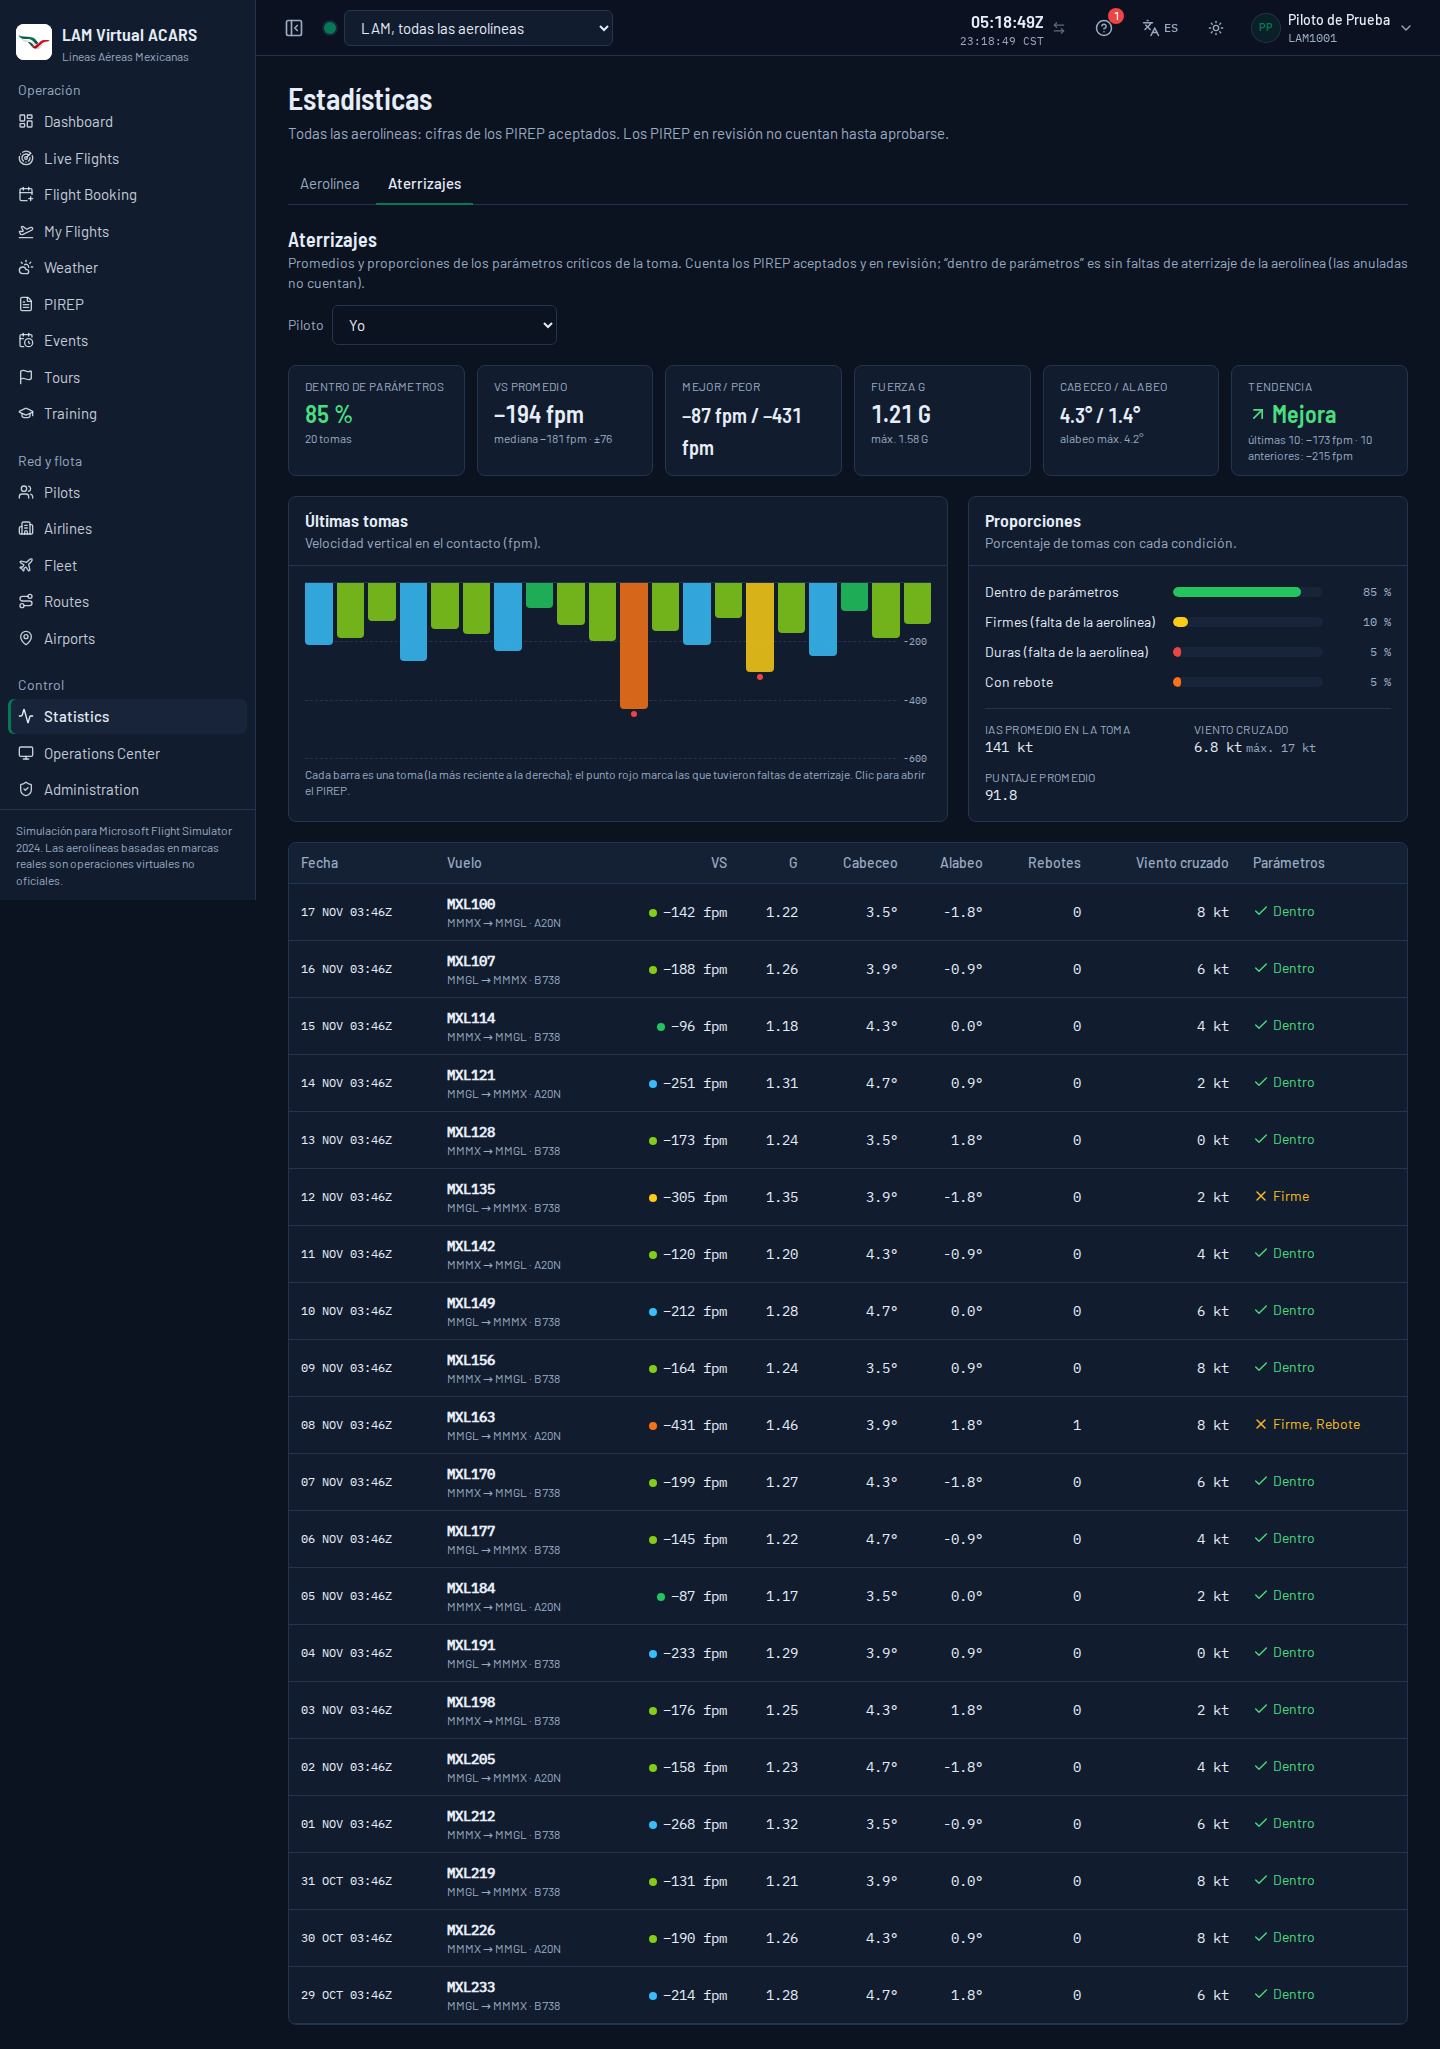 LAM Virtual ACARS
Líneas Aéreas Mexicanas
Operación
Dashboard
Live Flights
Flight Booking
My Flights
Weather
PIREP
Events
Tours
Training
Red y flota
Pilots
Airlines
Fleet
Routes
Airports
Control
Statistics
Operations Center
Administration
Simulación para Microsoft Flight Simulator
2024. Las aerolíneas basadas en marcas
reales son operaciones virtuales no
oficiales.
LAM, todas las aerolíneas
05:18:49Z
23:18:49 CST
1
ES
PP
Piloto de Prueba
LAM1001
Estadísticas
Todas las aerolíneas: cifras de los PIREP aceptados. Los PIREP en revisión no cuentan hasta aprobarse.
Aerolínea Aterrizajes
Aterrizajes
Promedios y proporciones de los parámetros críticos de la toma. Cuenta los PIREP aceptados y en revisión; “dentro de parámetros” es sin faltas de aterrizaje de la aerolínea (las anuladas
no cuentan).
Piloto Yo
DENTRO DE PARÁMETROS
85 %
20 tomas
VS PROMEDIO
−194 fpm
mediana −181 fpm · ±76
MEJOR / PEOR
−87 fpm / −431
fpm
FUERZA G
1.21 G
máx. 1.58 G
CABECEO / ALABEO
4.3° / 1.4°
alabeo máx. 4.2°
TENDENCIA
Mejora
últimas 10: −173 fpm · 10
anteriores: −215 fpm
Últimas tomas
Velocidad vertical en el contacto (fpm).
-200
-400
-600
Cada barra es una toma (la más reciente a la derecha); el punto rojo marca las que tuvieron faltas de aterrizaje. Clic para abrir
el PIREP.
Proporciones
Porcentaje de tomas con cada condición.
Dentro de parámetros 85 %
Firmes (falta de la aerolínea) 10 %
Duras (falta de la aerolínea) 5 %
Con rebote 5 %
IAS PROMEDIO EN LA TOMA
141 kt
VIENTO CRUZADO
6.8 kt máx. 17 kt
PUNTAJE PROMEDIO
91.8
Fecha Vuelo VS G Cabeceo Alabeo Rebotes Viento cruzado Parámetros
17 NOV 03:46Z MXL100 −142 fpm 1.22 3.5° -1.8° 0 8 kt Dentro
MMMX → MMGL · A20N
16 NOV 03:46Z MXL107 −188 fpm 1.26 3.9° -0.9° 0 6 kt Dentro
MMGL → MMMX · B738
15 NOV 03:46Z MXL114 −96 fpm 1.18 4.3° 0.0° 0 4 kt Dentro
MMMX → MMGL · B738
14 NOV 03:46Z MXL121 −251 fpm 1.31 4.7° 0.9° 0 2 kt Dentro
MMGL → MMMX · A20N
13 NOV 03:46Z MXL128 −173 fpm 1.24 3.5° 1.8° 0 0 kt Dentro
MMMX → MMGL · B738
12 NOV 03:46Z MXL135 −305 fpm 1.35 3.9° -1.8° 0 2 kt Firme
MMGL → MMMX · B738
11 NOV 03:46Z MXL142 −120 fpm 1.20 4.3° -0.9° 0 4 kt Dentro
MMMX → MMGL · A20N
10 NOV 03:46Z MXL149 −212 fpm 1.28 4.7° 0.0° 0 6 kt Dentro
MMGL → MMMX · B738
09 NOV 03:46Z MXL156 −164 fpm 1.24 3.5° 0.9° 0 8 kt Dentro
MMMX → MMGL · B738
08 NOV 03:46Z MXL163 −431 fpm 1.46 3.9° 1.8° 1 8 kt Firme, Rebote
MMGL → MMMX · A20N
07 NOV 03:46Z MXL170 −199 fpm 1.27 4.3° -1.8° 0 6 kt Dentro
MMMX → MMGL · B738
06 NOV 03:46Z MXL177 −145 fpm 1.22 4.7° -0.9° 0 4 kt Dentro
MMGL → MMMX · B738
05 NOV 03:46Z MXL184 −87 fpm 1.17 3.5° 0.0° 0 2 kt Dentro
MMMX → MMGL · A20N
04 NOV 03:46Z MXL191 −233 fpm 1.29 3.9° 0.9° 0 0 kt Dentro
MMGL → MMMX · B738
03 NOV 03:46Z MXL198 −176 fpm 1.25 4.3° 1.8° 0 2 kt Dentro
MMMX → MMGL · B738
02 NOV 03:46Z MXL205 −158 fpm 1.23 4.7° -1.8° 0 4 kt Dentro
MMGL → MMMX · A20N
01 NOV 03:46Z MXL212 −268 fpm 1.32 3.5° -0.9° 0 6 kt Dentro
MMMX → MMGL · B738
31 OCT 03:46Z MXL219 −131 fpm 1.21 3.9° 0.0° 0 8 kt Dentro
MMGL → MMMX · B738
30 OCT 03:46Z MXL226 −190 fpm 1.26 4.3° 0.9° 0 8 kt Dentro
MMMX → MMGL · A20N
29 OCT 03:46Z MXL233 −214 fpm 1.28 4.7° 1.8° 0 6 kt Dentro
MMGL → MMMX · B738